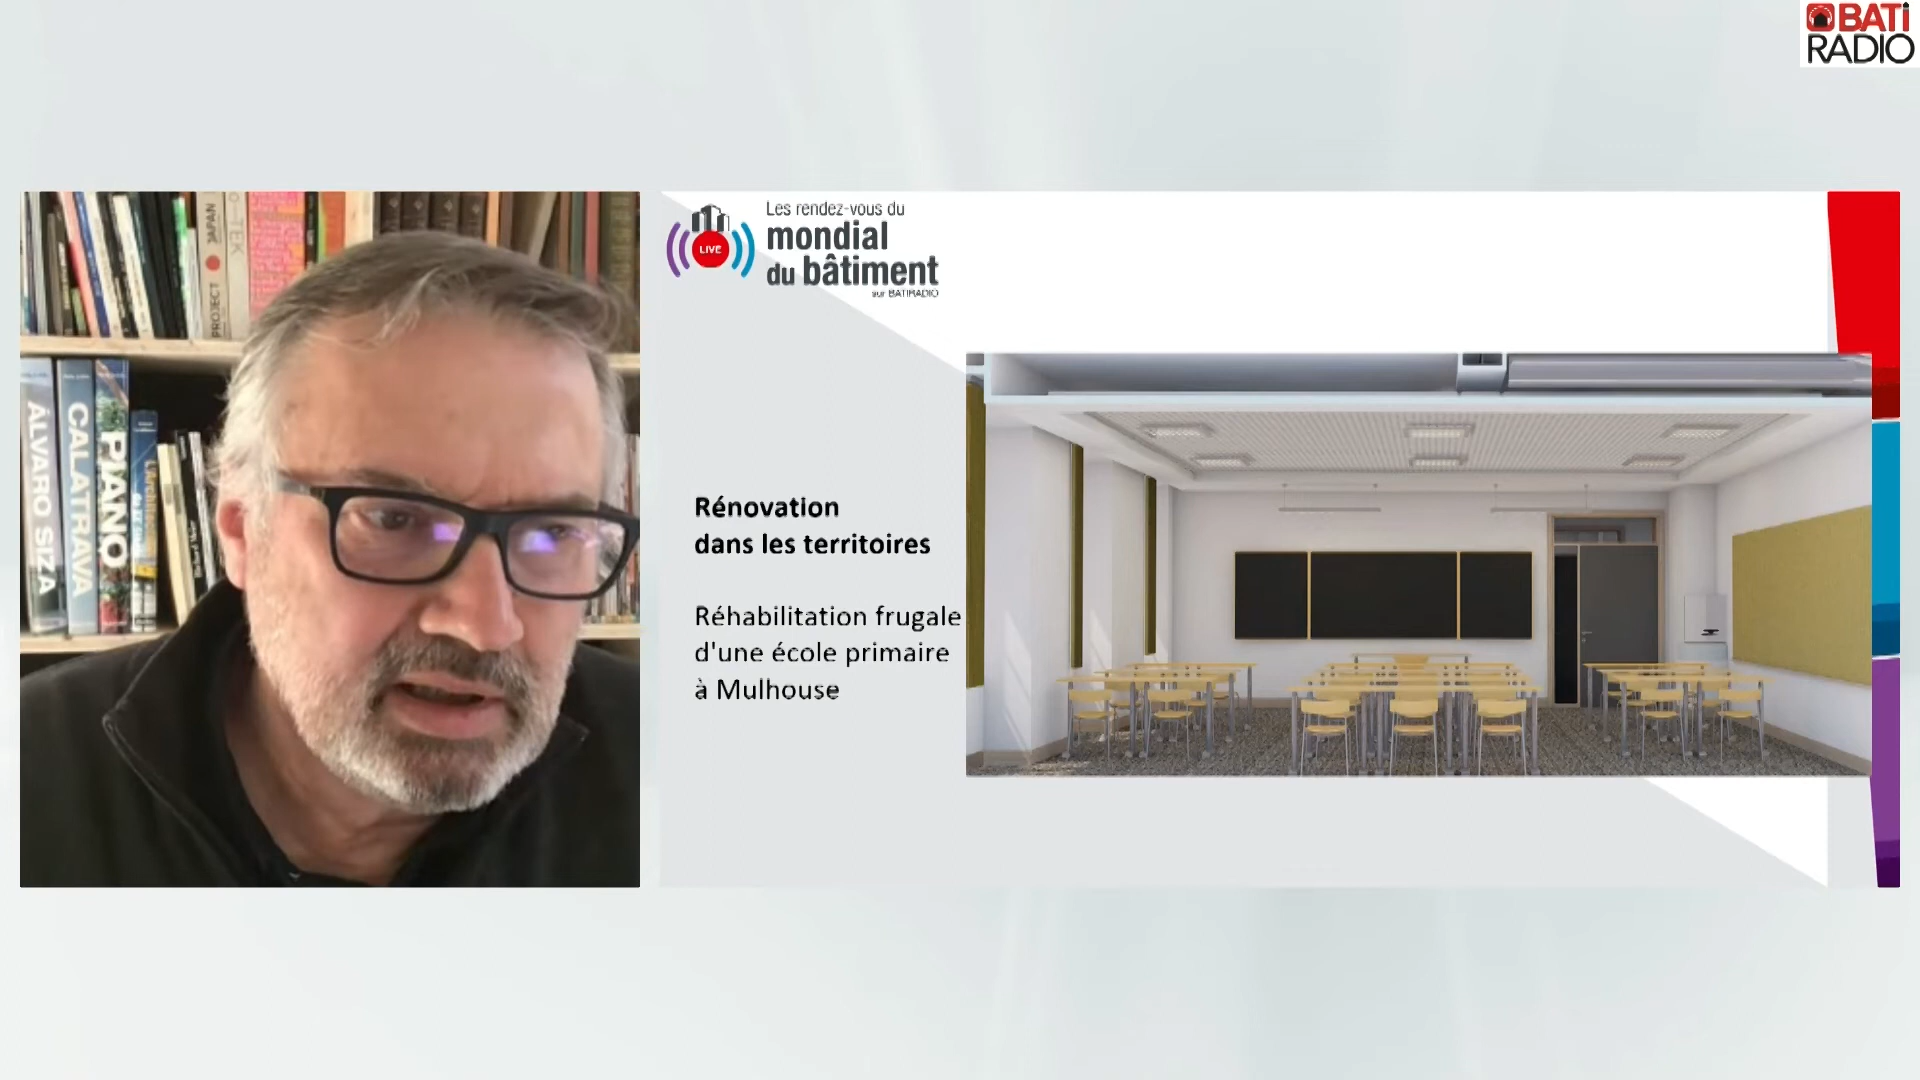 BATi
RADIO
Les rendez-vous du
mondial
du bâtiment
sur BATIRADIO
LIVE
Rénovation
dans les territoires
Réhabilitation frugale
d'une école primaire
à Mulhouse
PROJECT JAPAN
ÁLVARO SIZA
CALATRAVA
PIANO